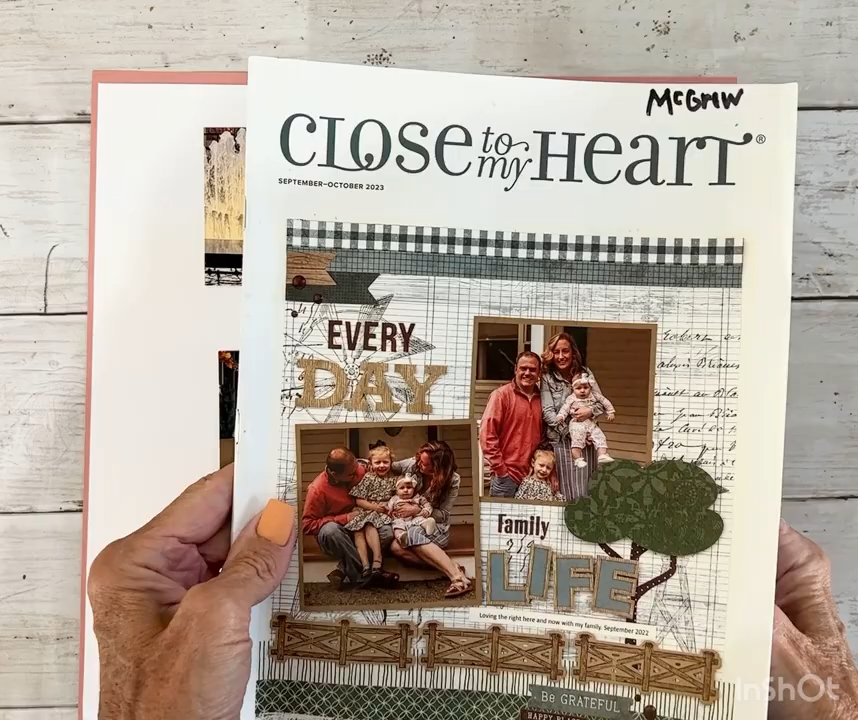 McGrew
CLOSE to my HEART®
SEPTEMBER–OCTOBER 2023
EVERY
DAY
Family
LIFE
Loving the right here and now with my family. September 2022
Be GRATEFUL
InShOt